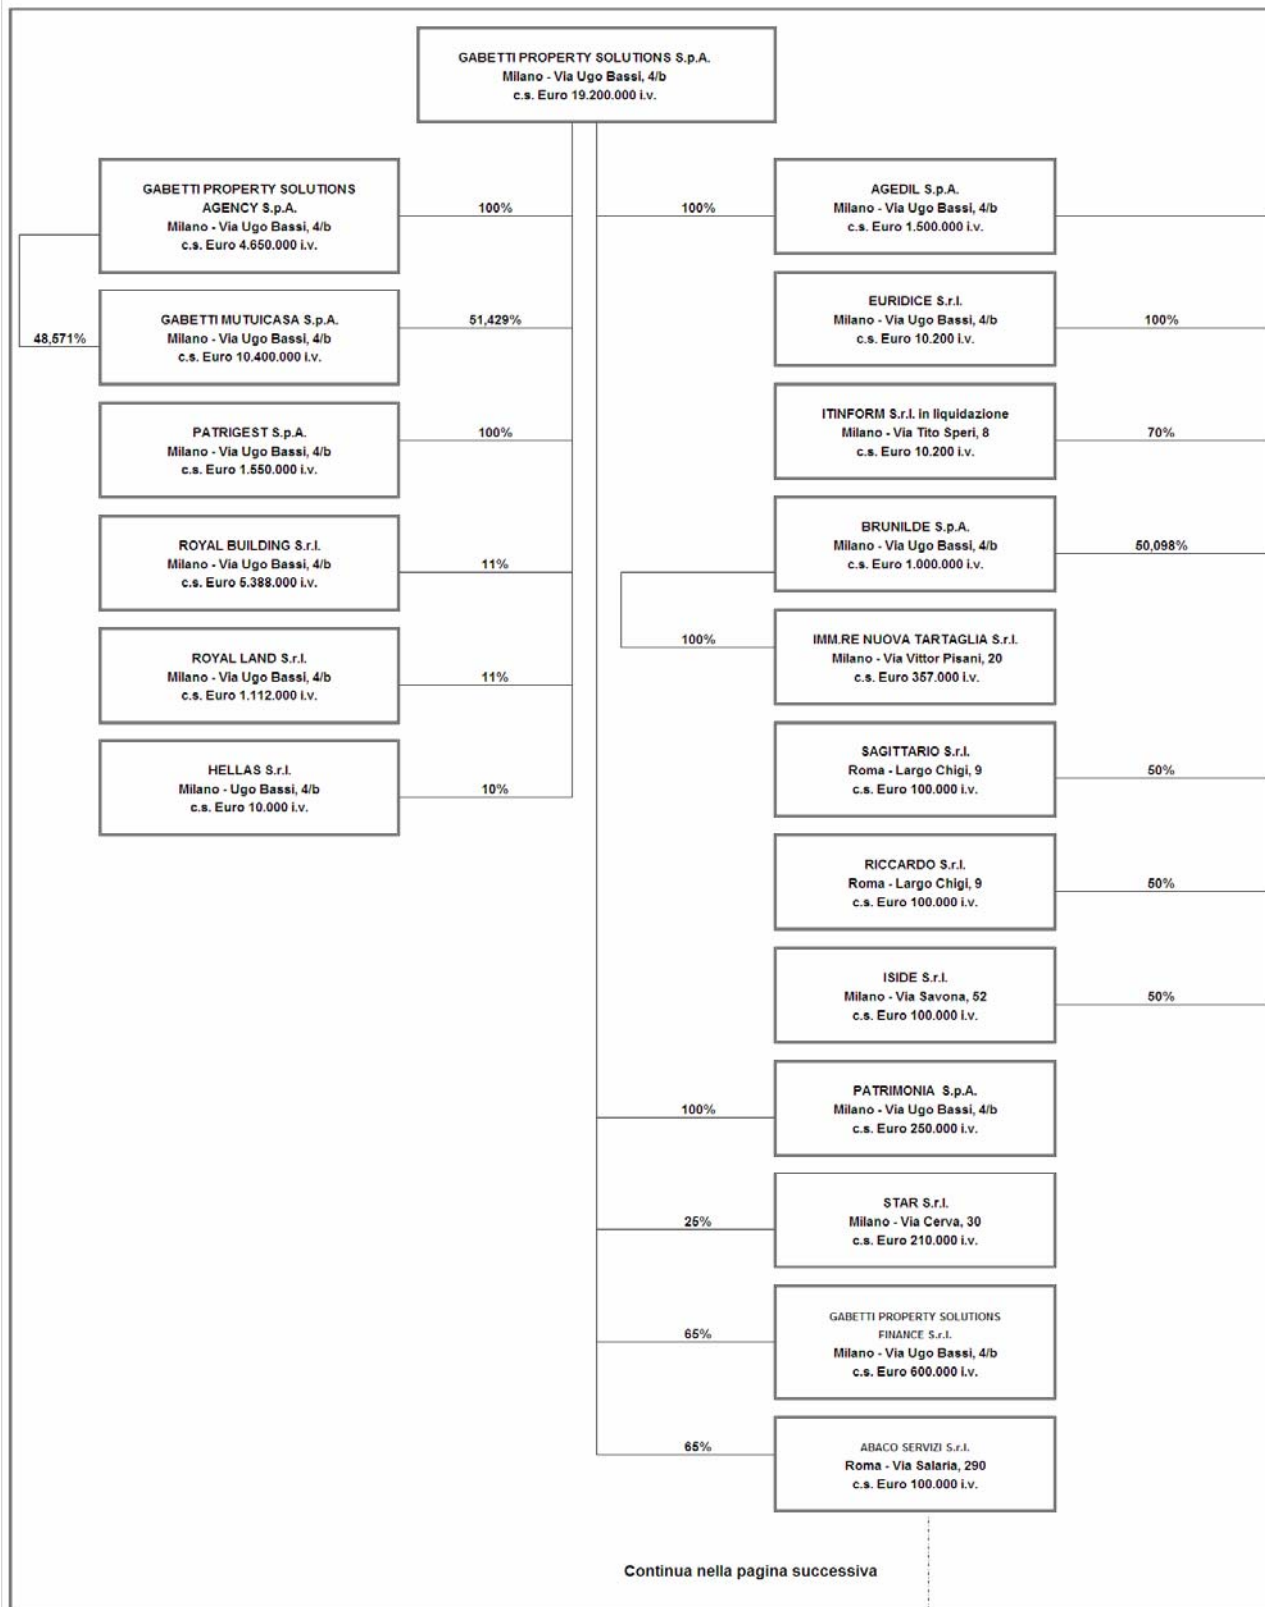 GABETTI PROPERTY SOLUTIONS S.p.A.
Milano - Via Ugo Bassi, 4/b
c.s. Euro 19.200.000 i.v.
GABETTI PROPERTY SOLUTIONS
AGENCY S.p.A.
Milano - Via Ugo Bassi, 4/b
c.s. Euro 4.650.000 i.v.
100%
48,571%
GABETTI MUTUICASA S.p.A.
Milano - Via Ugo Bassi, 4/b
c.s. Euro 10.400.000 i.v.
51,429%
PATRIGEST S.p.A.
Milano - Via Ugo Bassi, 4/b
c.s. Euro 1.550.000 i.v.
100%
ROYAL BUILDING S.r.l.
Milano - Via Ugo Bassi, 4/b
c.s. Euro 5.388.000 i.v.
11%
ROYAL LAND S.r.l.
Milano - Via Ugo Bassi, 4/b
c.s. Euro 1.112.000 i.v.
11%
HELLAS S.r.l.
Milano - Ugo Bassi, 4/b
c.s. Euro 10.000 i.v.
10%
100%
AGEDIL S.p.A.
Milano - Via Ugo Bassi, 4/b
c.s. Euro 1.500.000 i.v.
EURIDICE S.r.l.
Milano - Via Ugo Bassi, 4/b
c.s. Euro 10.200 i.v.
100%
ITINFORM S.r.l. in liquidazione
Milano - Via Tito Speri, 8
c.s. Euro 10.200 i.v.
70%
BRUNILDE S.p.A.
Milano - Via Ugo Bassi, 4/b
c.s. Euro 1.000.000 i.v.
50,098%
100%
IMM.RE NUOVA TARTAGLIA S.r.l.
Milano - Via Vittor Pisani, 20
c.s. Euro 357.000 i.v.
SAGITTARIO S.r.l.
Roma - Largo Chigi, 9
c.s. Euro 100.000 i.v.
50%
RICCARDO S.r.l.
Roma - Largo Chigi, 9
c.s. Euro 100.000 i.v.
50%
ISIDE S.r.l.
Milano - Via Savona, 52
c.s. Euro 100.000 i.v.
50%
100%
PATRIMONIA S.p.A.
Milano - Via Ugo Bassi, 4/b
c.s. Euro 250.000 i.v.
25%
STAR S.r.l.
Milano - Via Cerva, 30
c.s. Euro 210.000 i.v.
65%
GABETTI PROPERTY SOLUTIONS
FINANCE S.r.l.
Milano - Via Ugo Bassi, 4/b
c.s. Euro 600.000 i.v.
65%
ABACO SERVIZI S.r.l.
Roma - Via Salaria, 290
c.s. Euro 100.000 i.v.
Continua nella pagina successiva